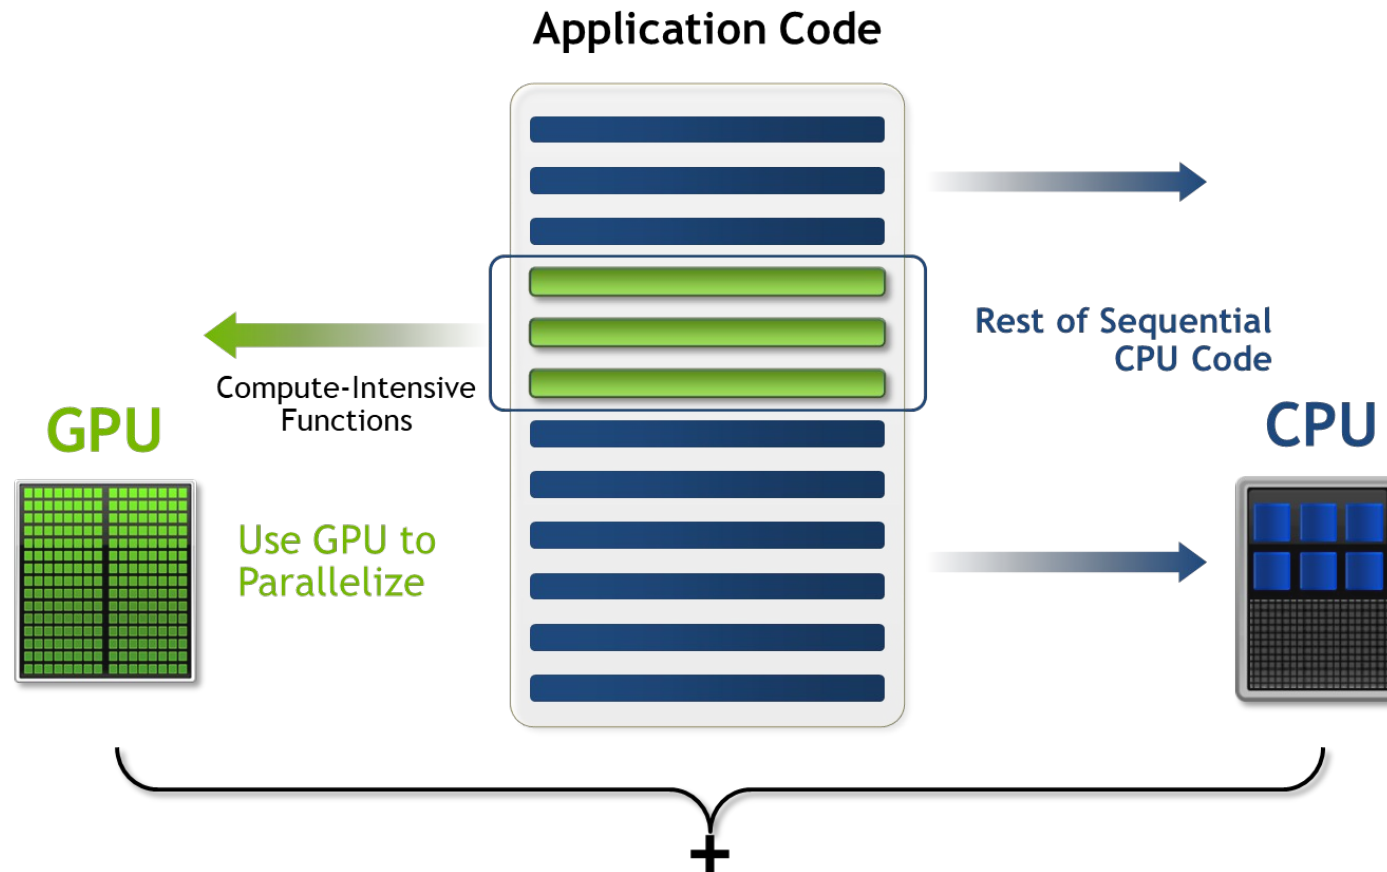 Application Code
Rest of Sequential
CPU Code
Compute-Intensive
Functions
GPU
CPU
Use GPU to
Parallelize
+